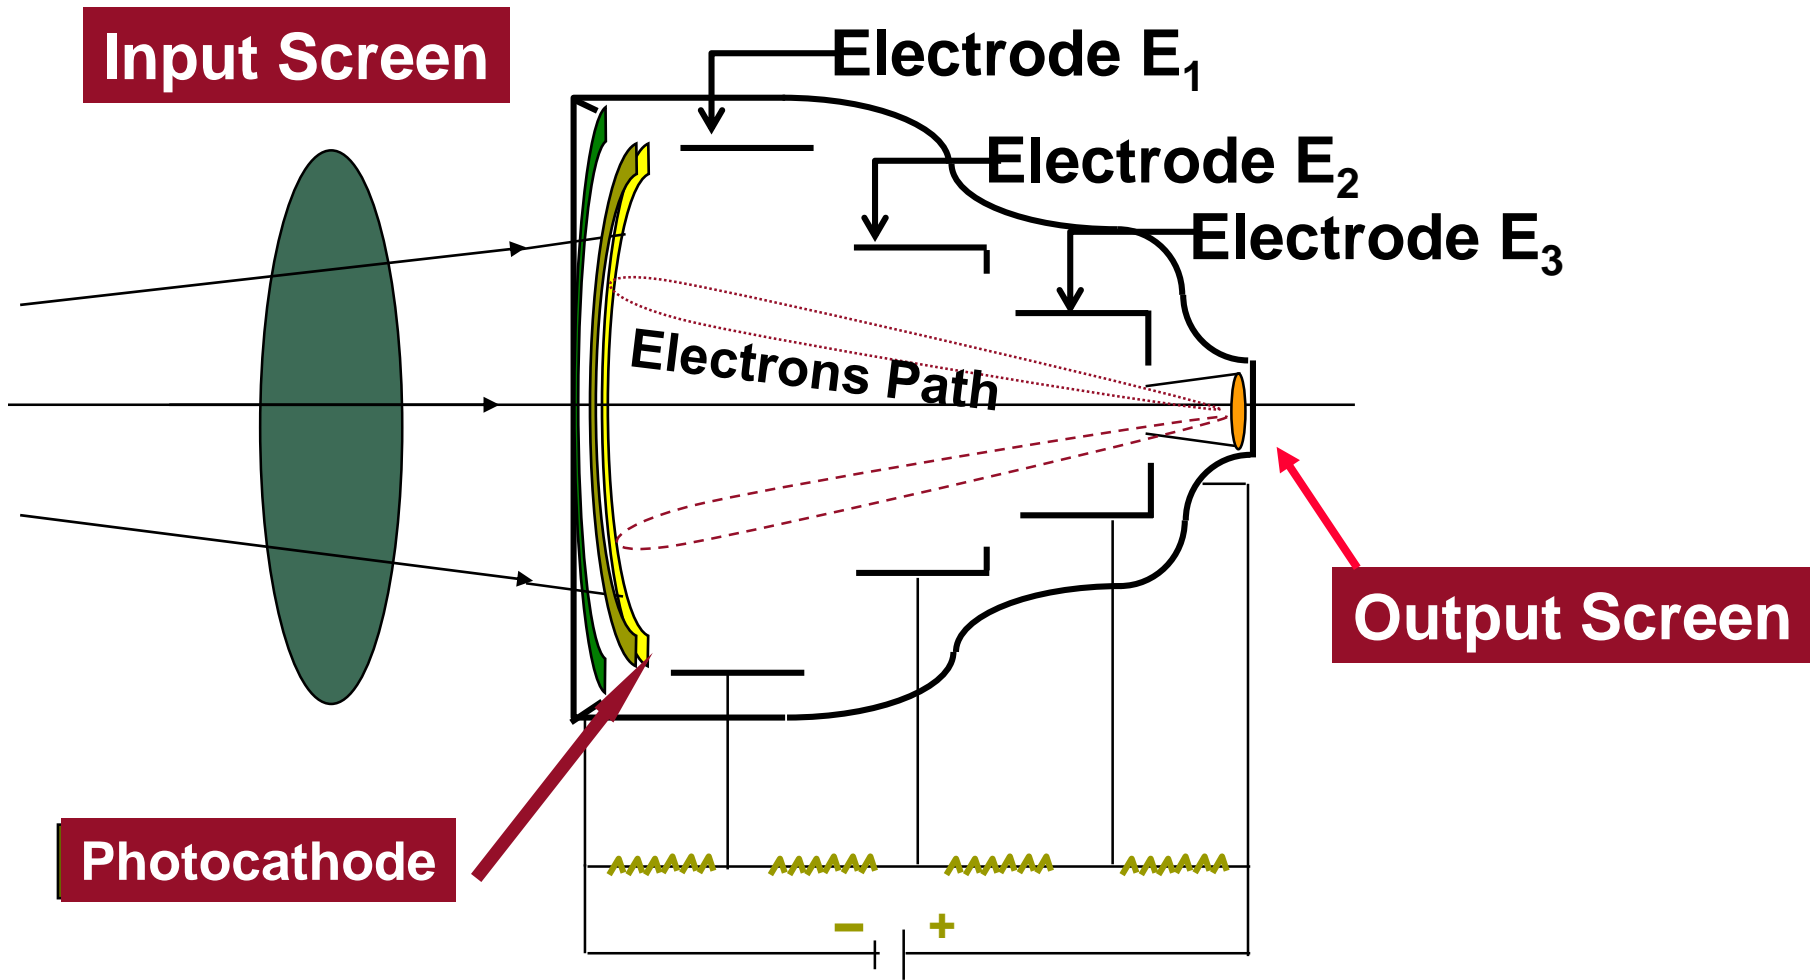 Input Screen
Electrode E₁
Electrode E₂
Electrode E₃
Electrons Path
Output Screen
Photocathode
− +